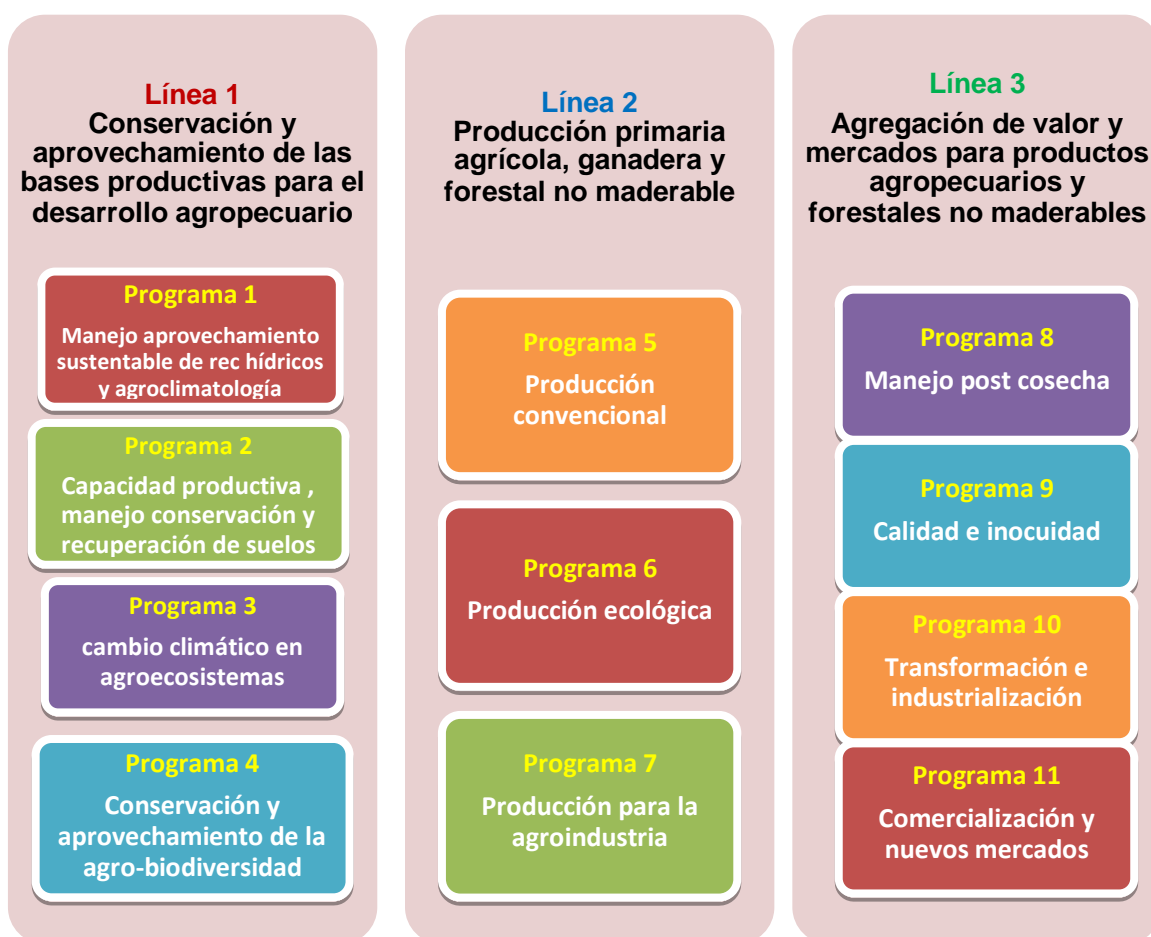 Línea 1
Conservación y
aprovechamiento de las
bases productivas para el
desarrollo agropecuario
Programa 1
Manejo aprovechamiento
sustentable de rec hídricos
y agroclimatología
Programa 2
Capacidad productiva ,
manejo conservación y
recuperación de suelos
Programa 3
cambio climático en
agroecosistemas
Programa 4
Conservación y
aprovechamiento de la
agro-biodiversidad
Línea 2
Producción primaria
agrícola, ganadera y
forestal no maderable
Programa 5
Producción
convencional
Programa 6
Producción ecológica
Programa 7
Producción para la
agroindustria
Línea 3
Agregación de valor y
mercados para productos
agropecuarios y
forestales no maderables
Programa 8
Manejo post cosecha
Programa 9
Calidad e inocuidad
Programa 10
Transformación e
industrialización
Programa 11
Comercialización y
nuevos mercados